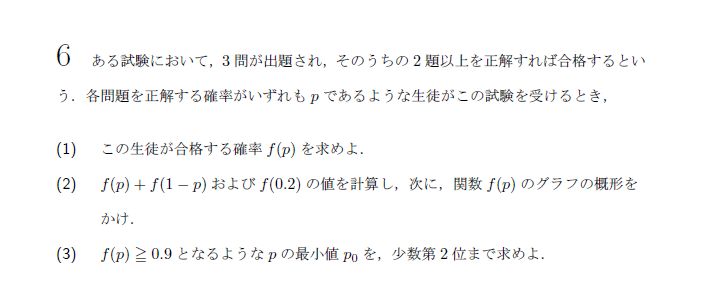 6 ある試験において，3 問が出題され，そのうちの 2 題以上を正解すれば合格するとい
う．各問題を正解する確率がいずれも p であるような生徒がこの試験を受けるとき，
(1) この生徒が合格する確率 f(p) を求めよ．
(2) f(p) + f(1 − p) および f(0.2) の値を計算し，次に，関数 f(p) のグラフの概形を
かけ．
(3) f(p) ≧ 0.9 となるような p の最小値 p₀ を，少数第 2 位まで求めよ．